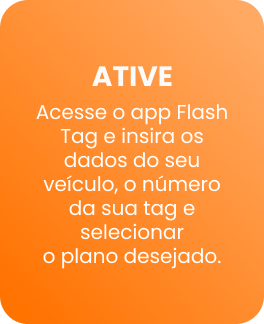 ATIVE
Acesse o app Flash
Tag e insira os
dados do seu
veículo, o número
da sua tag e
selecionar
o plano desejado.